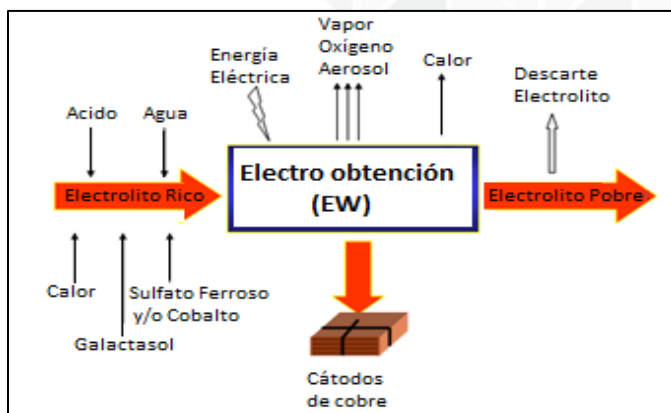 Energía
Eléctrica
Vapor
Oxígeno
Aerosol
Calor
Descarte
Electrolito
Acido
Agua
Electrolito Rico
Electro obtención
(EW)
Electrolito Pobre
Calor
Galactasol
Sulfato Ferroso
y/o Cobalto
Cátodos
de cobre